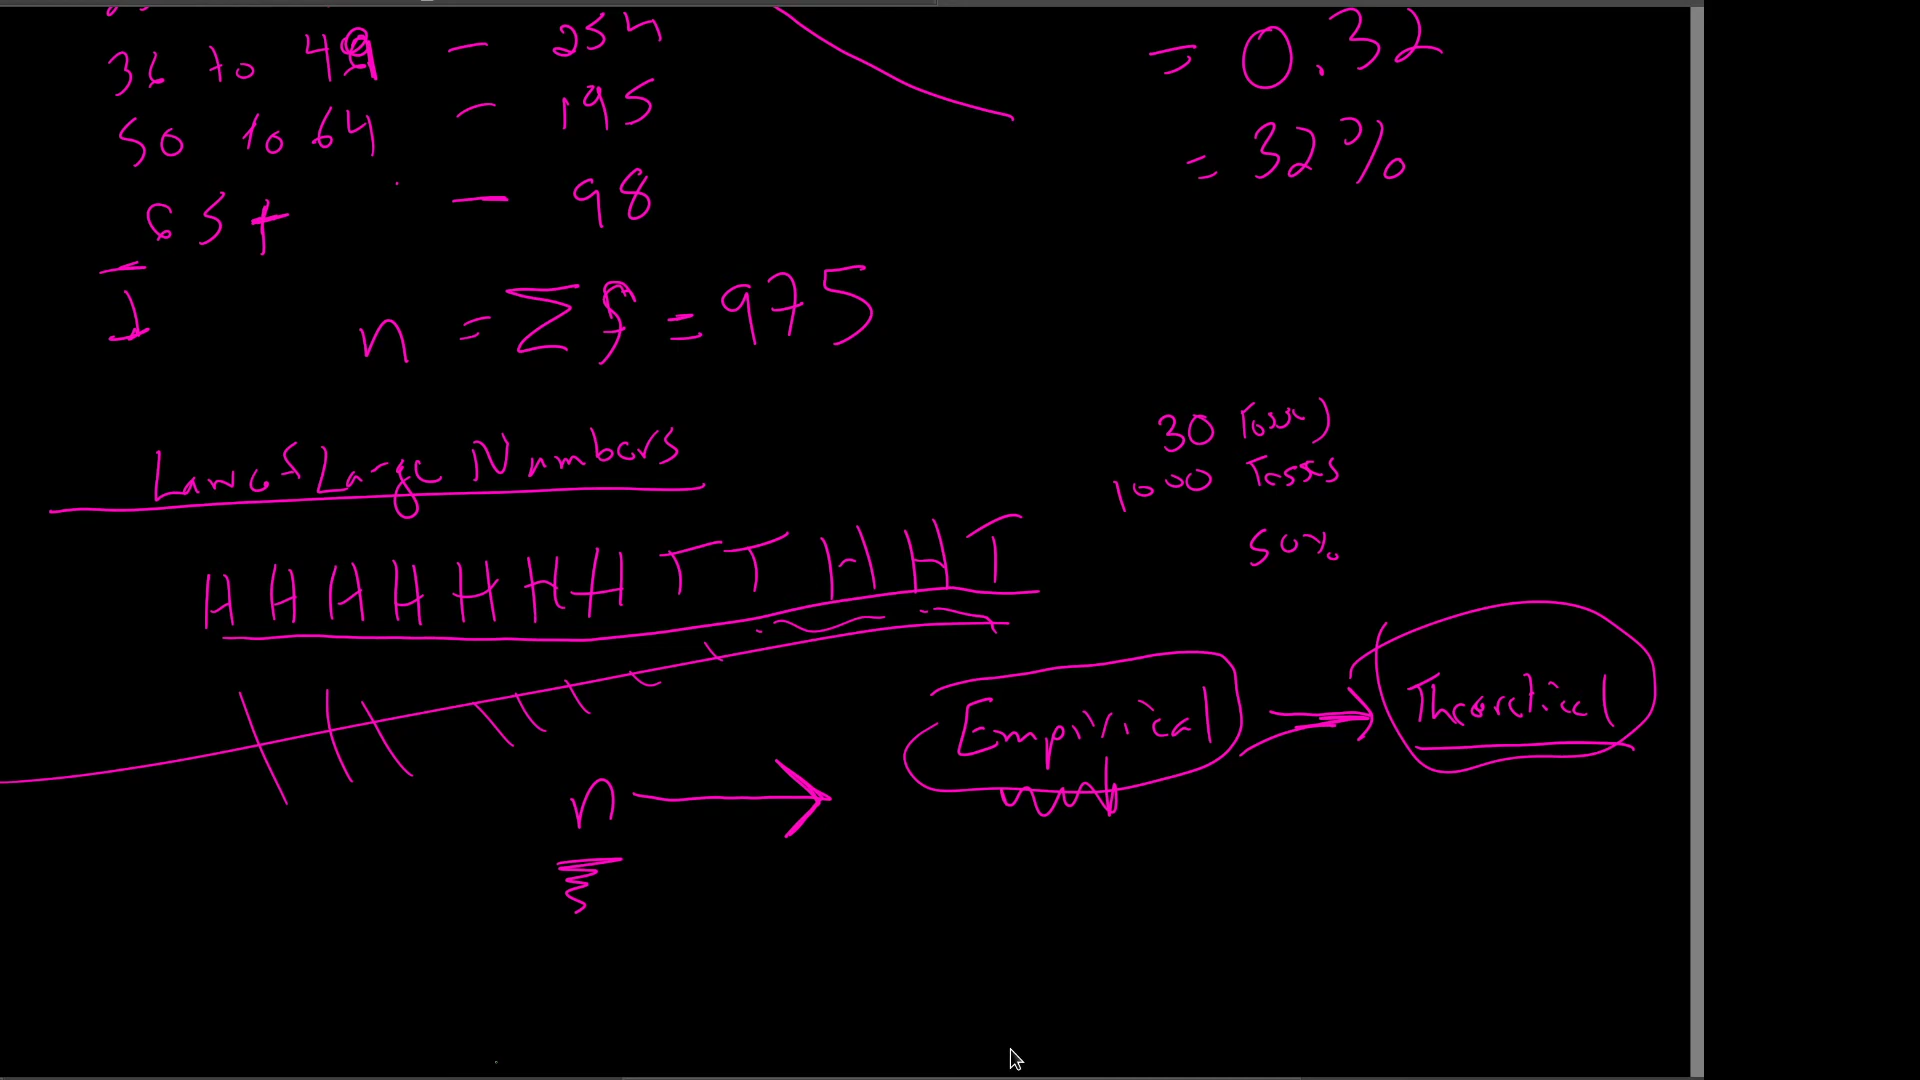 36 to 49 - 254
50 to 64 - 195
65+ - 98
n = Σf = 975
= 0.32
= 32%
Law of Large Numbers
30 Tosses
1000 Tosses
50%
H H H H H H H T T H H T
Empirical → Theoretical
n →